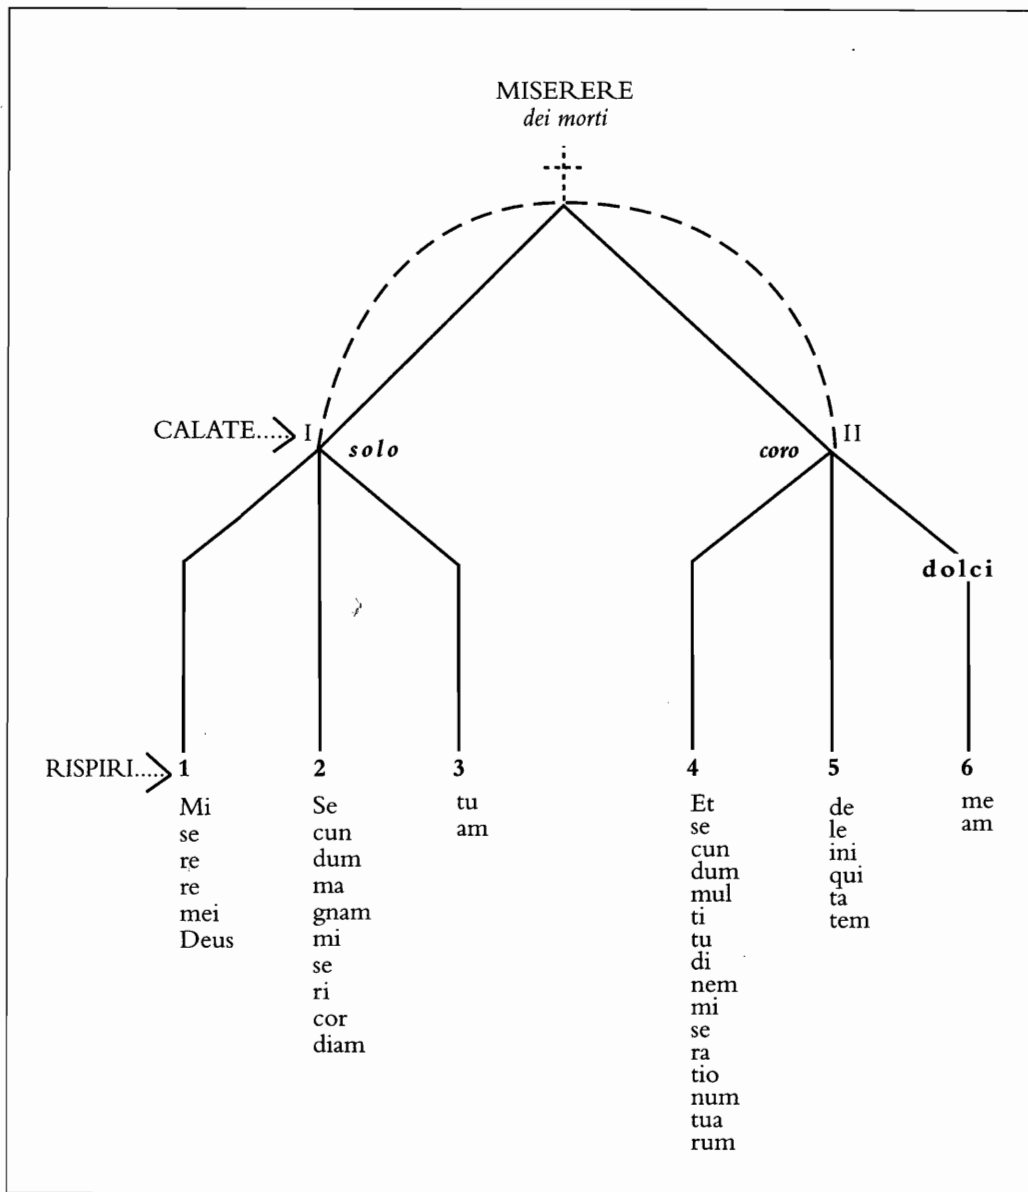 MISERERE
dei morti
CALATE..... I
solo
coro
II
dolci
RISPIRI.....
1
Mi
se
re
re
mei
Deus
2
Se
cun
dum
ma
gnam
mi
se
ri
cor
diam
3
tu
am
4
Et
se
cun
dum
mul
ti
tu
di
nem
mi
se
ra
tio
num
tua
rum
5
de
le
ini
qui
ta
tem
6
me
am